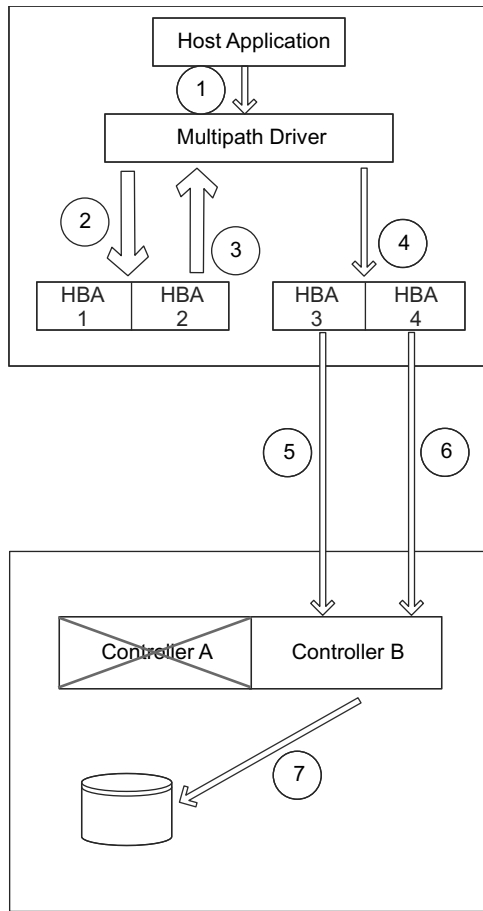 Host Application
1
Multipath Driver
2
3
4
HBA
1
HBA
2
HBA
3
HBA
4
5
6
Controller A
Controller B
7